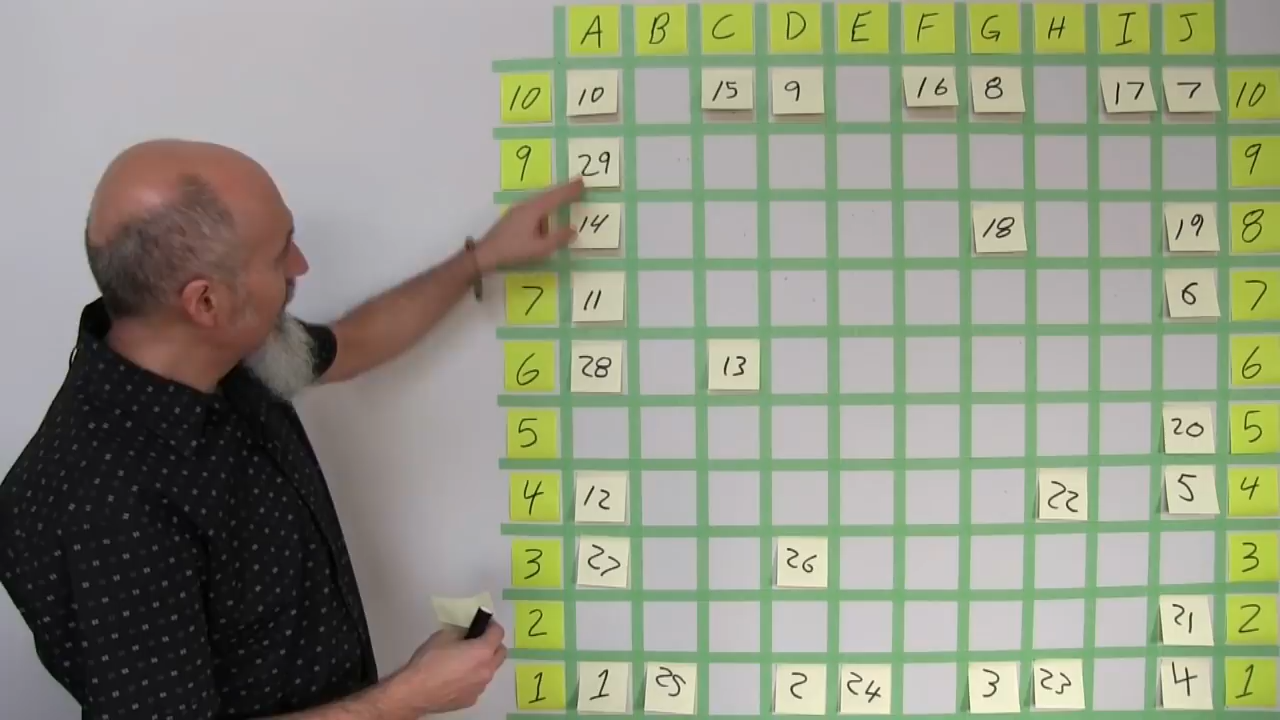 A B C D E F G H I J
10 10 15 9 16 8 17 7 10
9 29 9
14 18 19 8
7 11 6 7
6 28 13 6
5 20 5
4 12 22 5 4
3 27 26 3
2 21 2
1 1 25 2 24 3 23 4 1